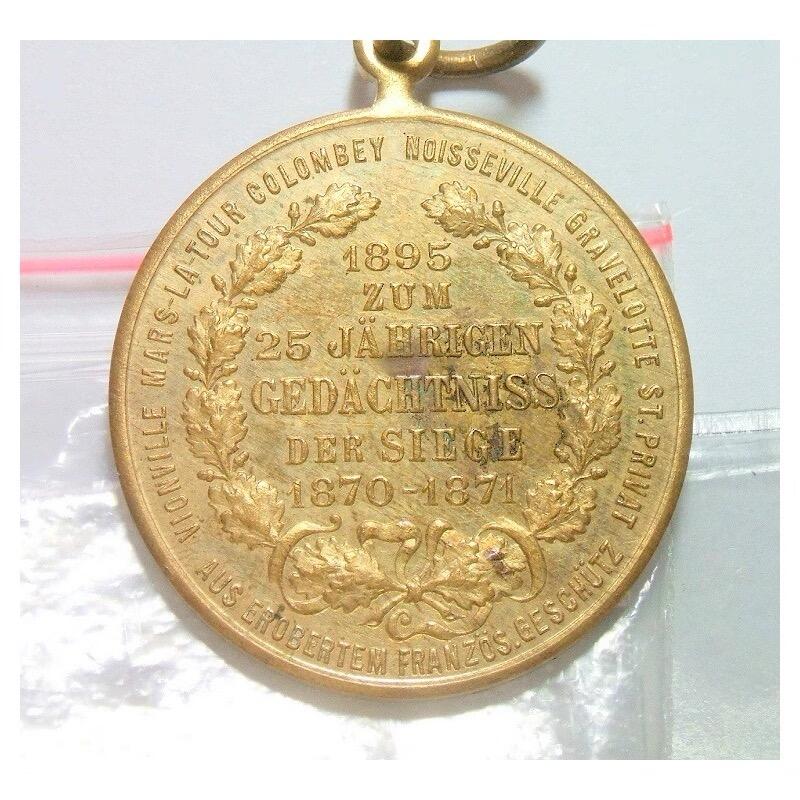 VIONVILLE MARS-LA-TOUR COLOMBEY NOISSEVILLE GRAVELOTTE ST. PRIVAT
1895
ZUM
25 JÄHRIGEN
GEDÄCHTNISS
DER SIEGE
1870-1871
AUS EROBERTEM FRANZÖS. GESCHÜTZ